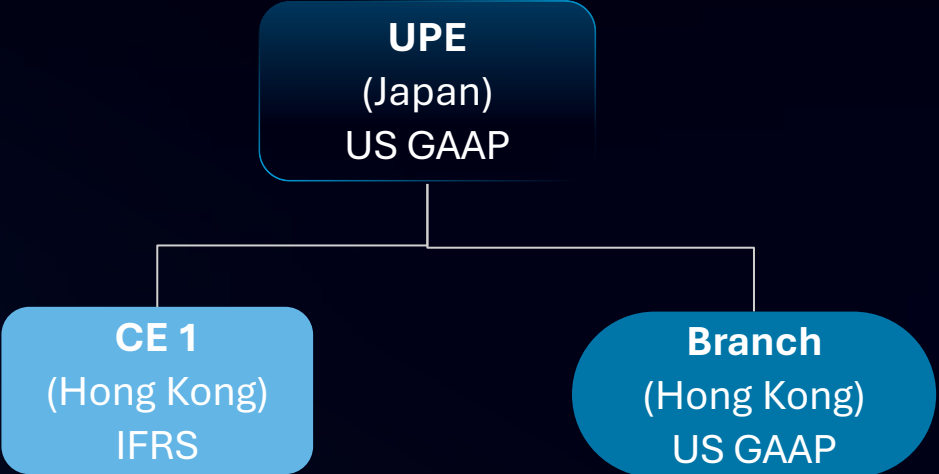 UPE
(Japan)
US GAAP
CE 1
(Hong Kong)
IFRS
Branch
(Hong Kong)
US GAAP